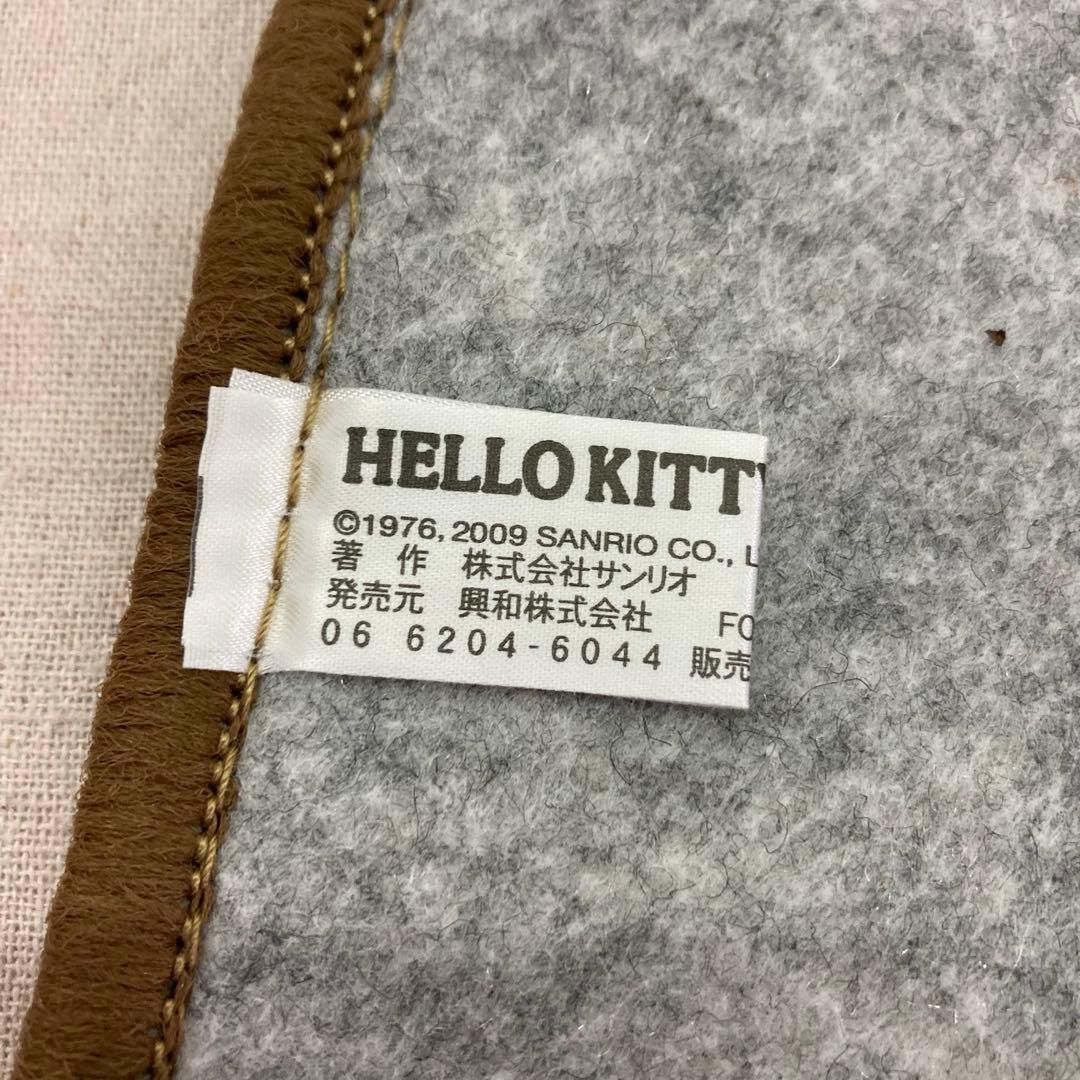 HELLO KITTY
©1976, 2009 SANRIO CO., L
著 作 株式会社サンリオ
発売元 興和株式会社 FO
06 6204-6044 販売